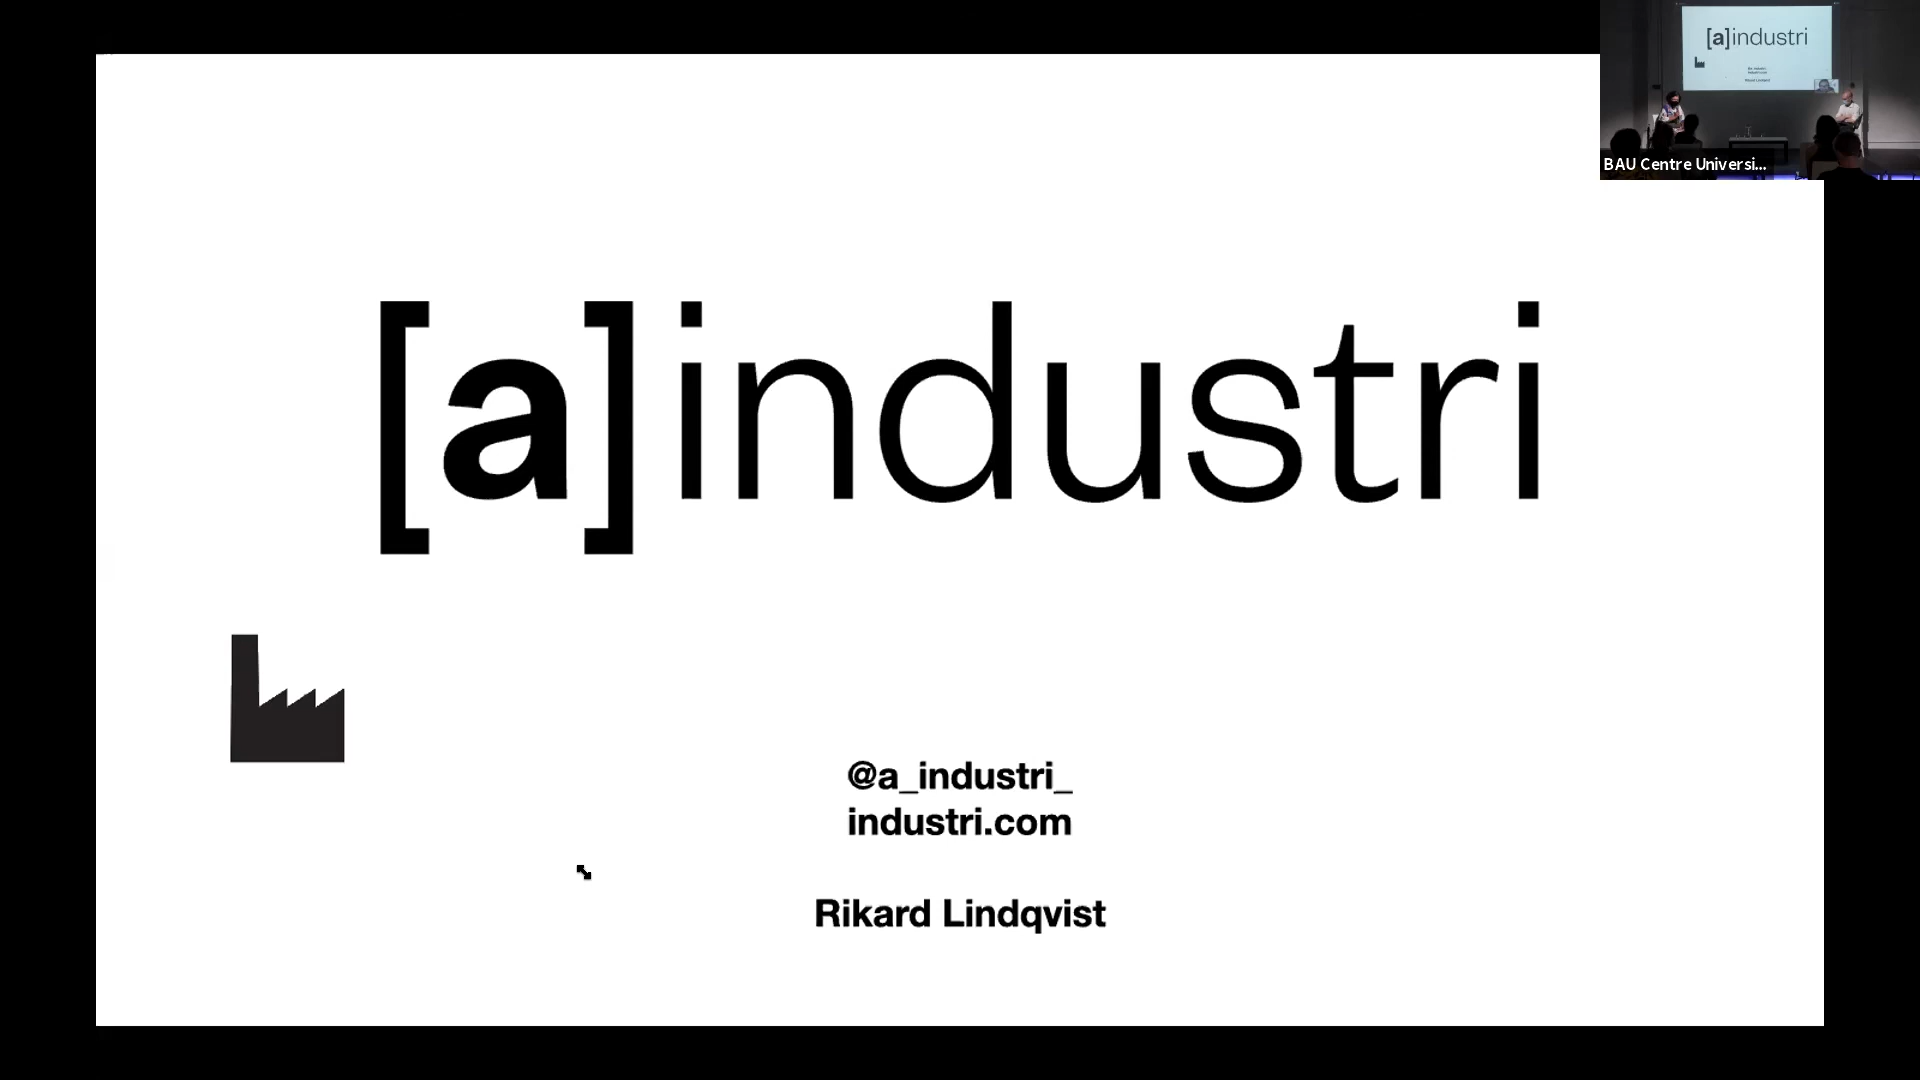 [a]industri
@a_industri_
industri.com
Rikard Lindqvist
[a]industri
BAU Centre Universi...